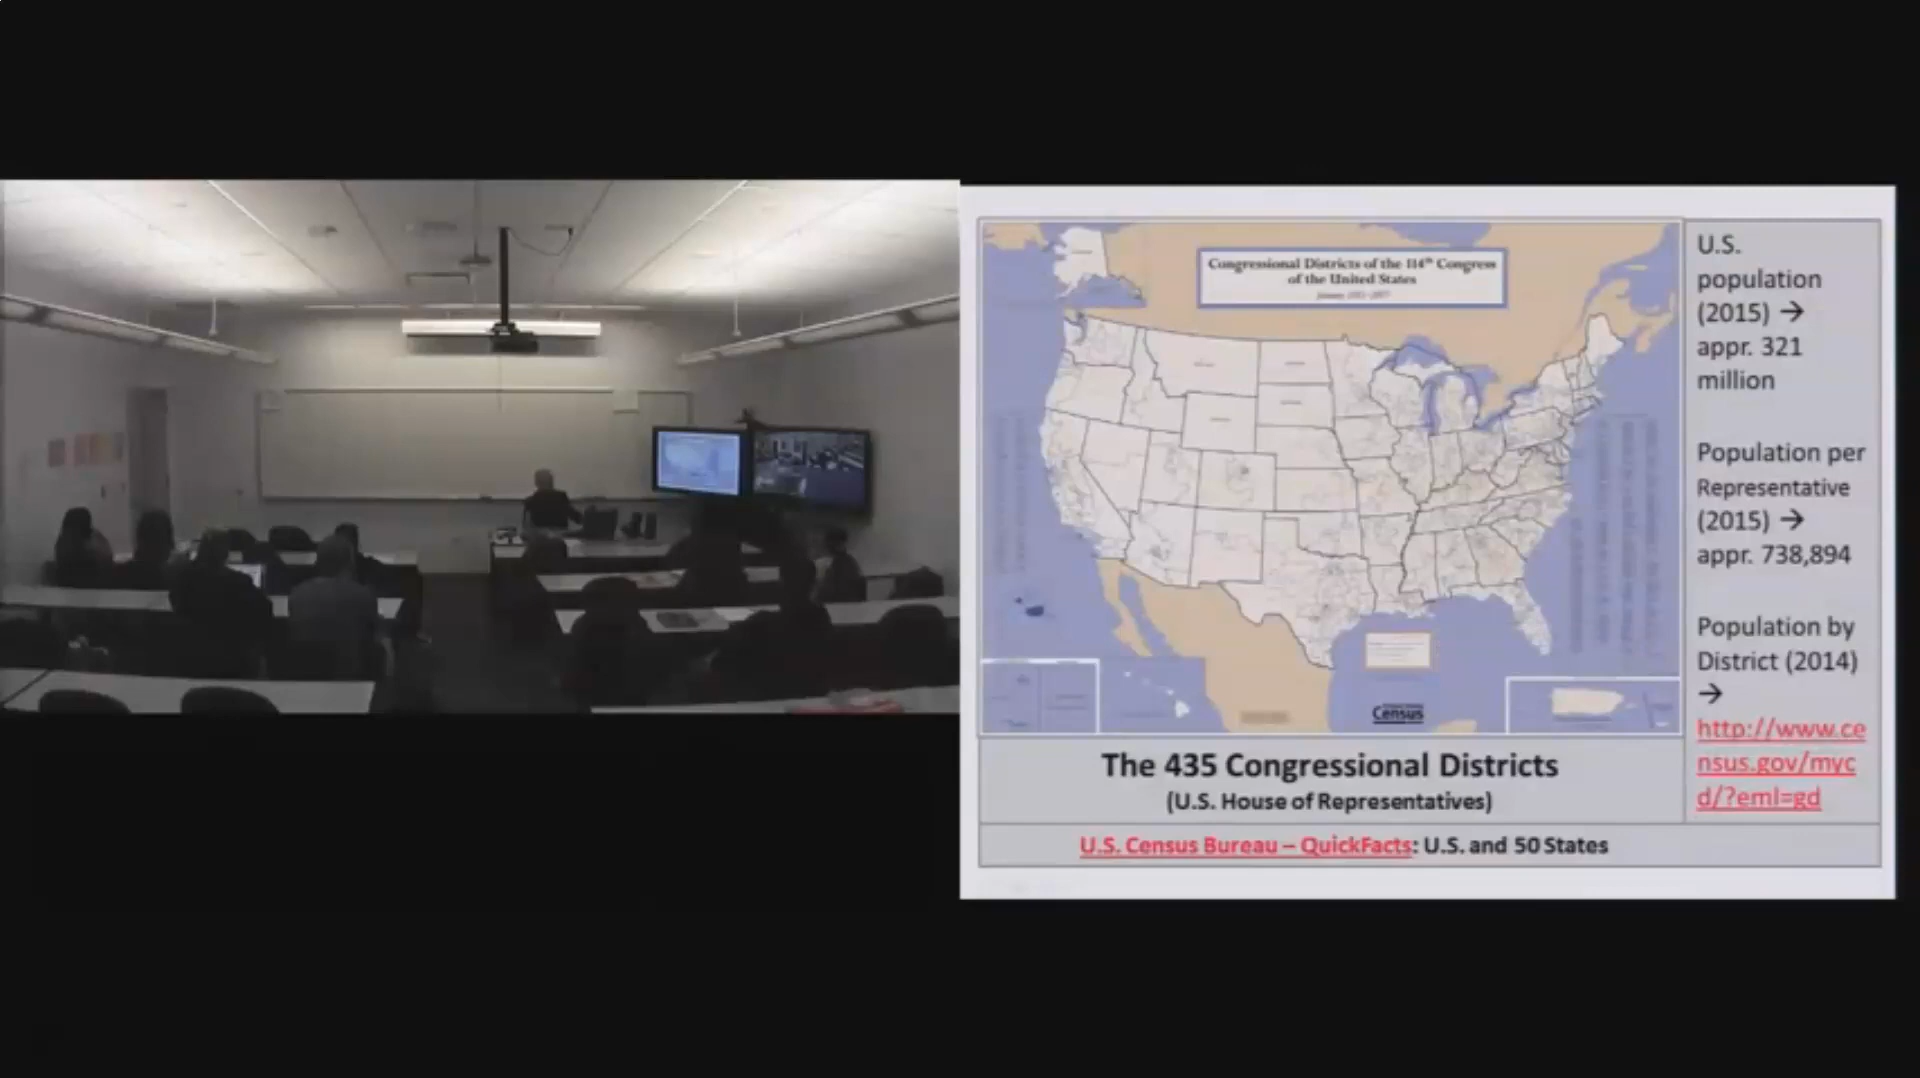 Congressional Districts of the 114th Congress
of the United States
Census
U.S.
population
(2015) →
appr. 321
million
Population per
Representative
(2015) →
appr. 738,894
Population by
District (2014)
→
http://www.ce
nsus.gov/myc
d/?eml=gd
The 435 Congressional Districts
(U.S. House of Representatives)
U.S. Census Bureau – QuickFacts: U.S. and 50 States